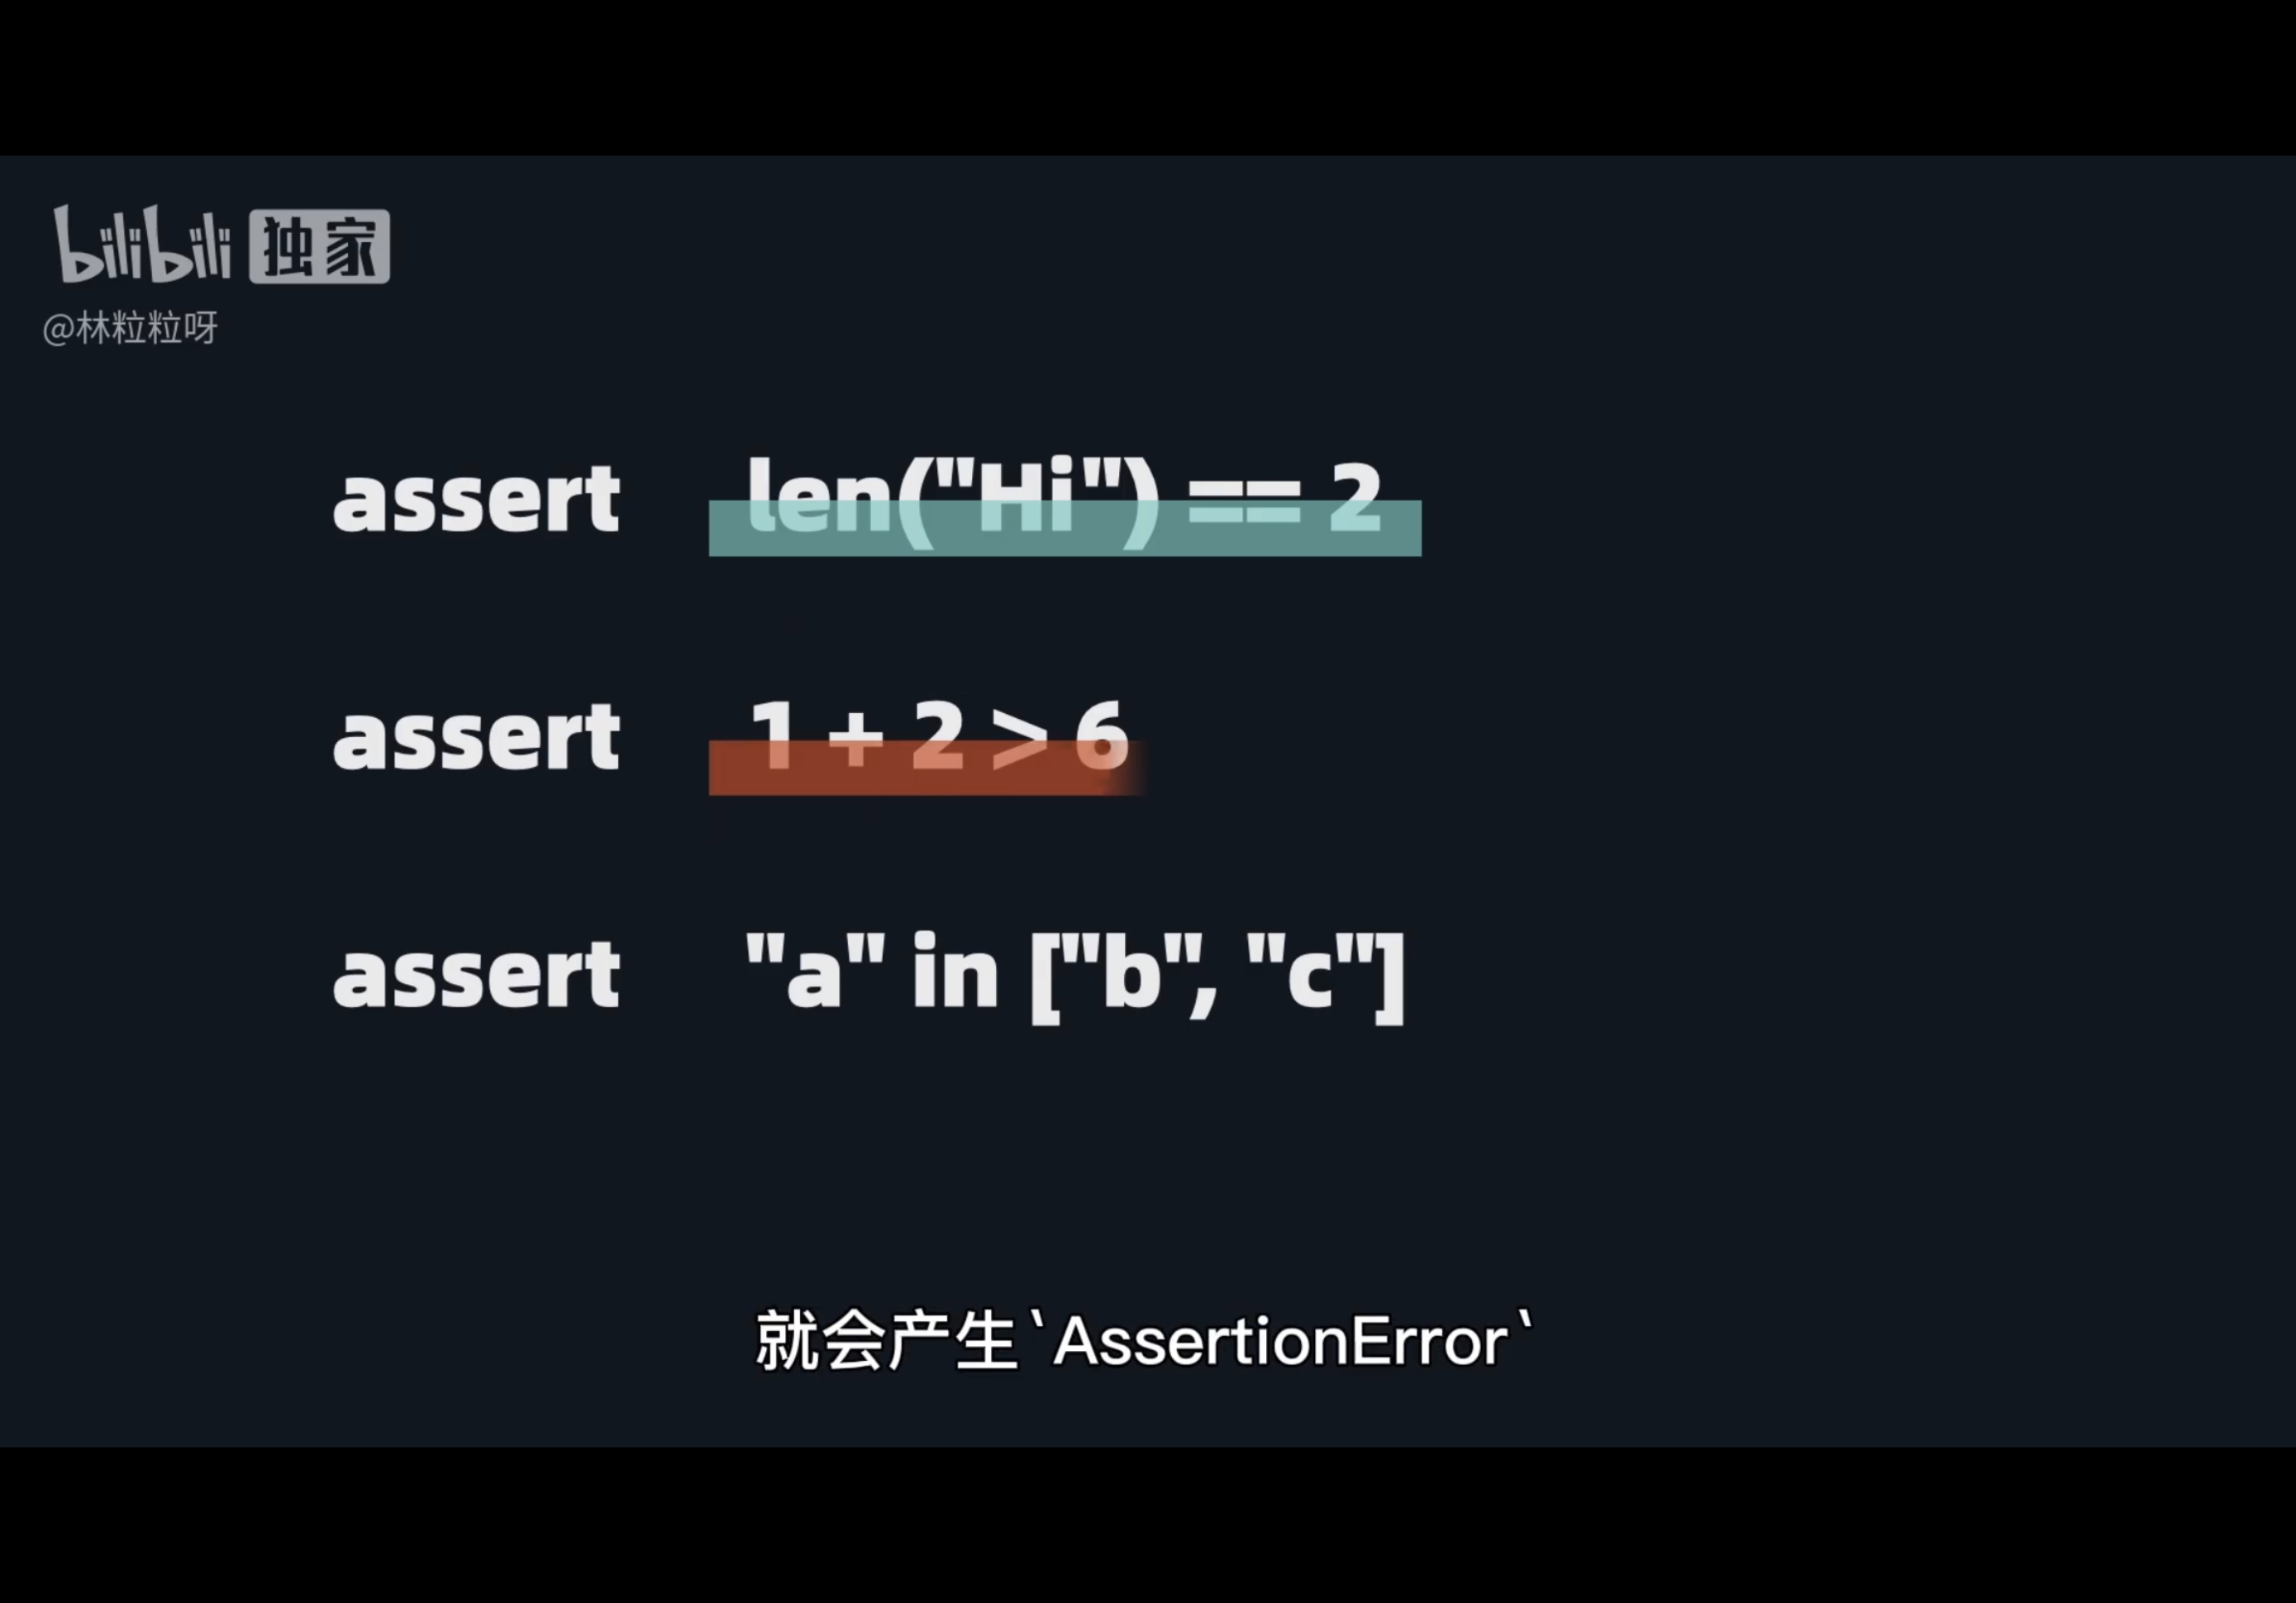 bilibili 独家
@林粒粒呀
assert len("Hi") == 2
assert 1 + 2 > 6
assert "a" in ["b", "c"]
就会产生`AssertionError`